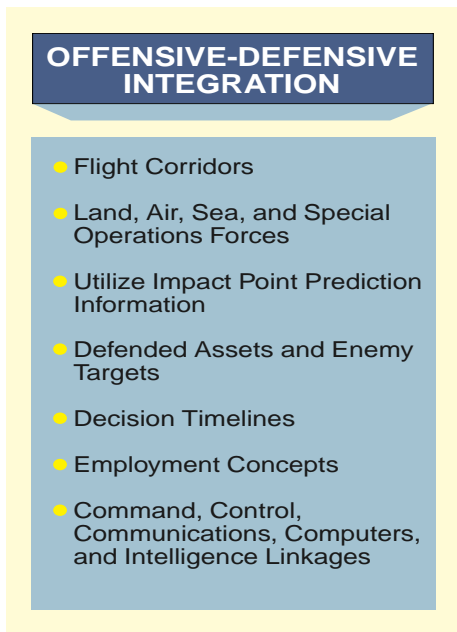 OFFENSIVE-DEFENSIVE
INTEGRATION
Flight Corridors
Land, Air, Sea, and Special
Operations Forces
Utilize Impact Point Prediction
Information
Defended Assets and Enemy
Targets
Decision Timelines
Employment Concepts
Command, Control,
Communications, Computers,
and Intelligence Linkages